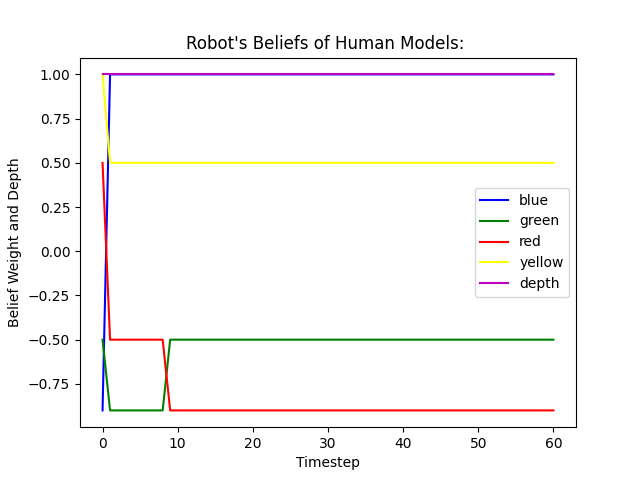 Robot's Beliefs of Human Models:
Belief Weight and Depth
1.00
0.75
0.50
0.25
0.00
−0.25
−0.50
−0.75
blue
green
red
yellow
depth
0 10 20 30 40 50 60
Timestep